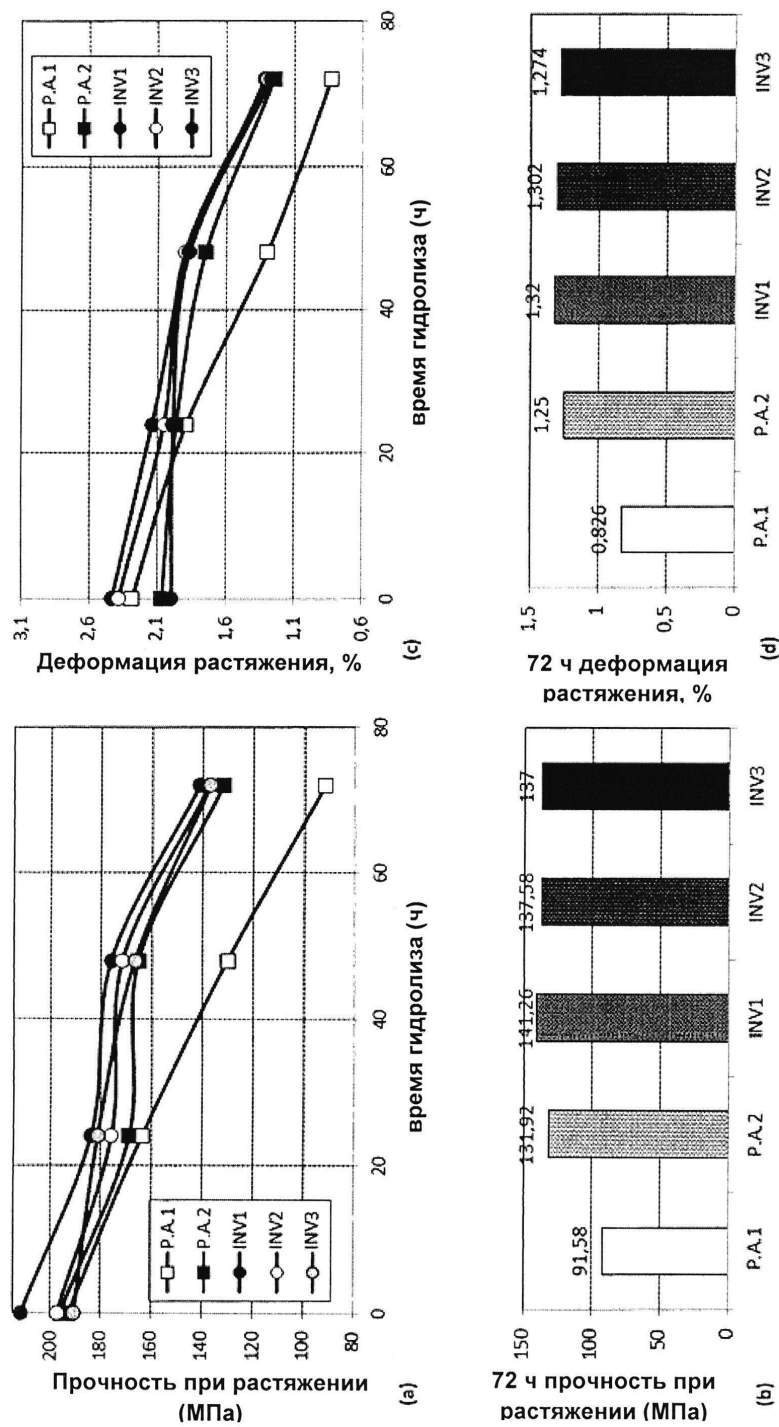 Прочность при растяжении
(МПа)
200
180
160
140
120
100
80
0
20
40
60
80
время гидролиза (ч)
P.A.1
P.A.2
INV1
INV2
INV3
(a)
Деформация растяжения, %
3,1
2,6
2,1
1,6
1,1
0,6
0
20
40
60
80
время гидролиза (ч)
P.A.1
P.A.2
INV1
INV2
INV3
(c)
72 ч прочность при
растяжении (МПа)
150
100
50
0
91,58
131,92
141,26
137,58
137
P.A.1
P.A.2
INV1
INV2
INV3
(b)
72 ч деформация
растяжения, %
1,5
1
0,5
0
0,826
1,25
1,32
1,302
1,274
P.A.1
P.A.2
INV1
INV2
INV3
(d)